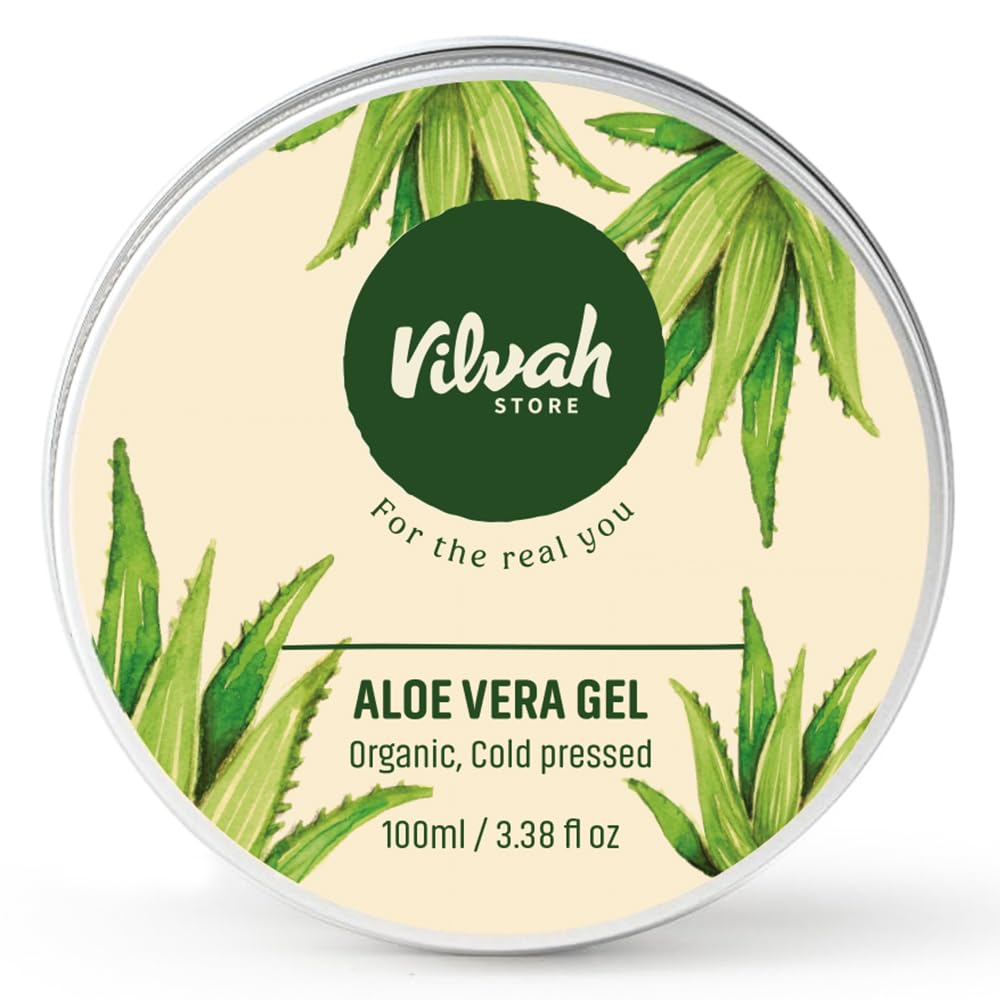 Vilvah
STORE
For the real you
ALOE VERA GEL
Organic, Cold pressed
100ml / 3.38 fl oz